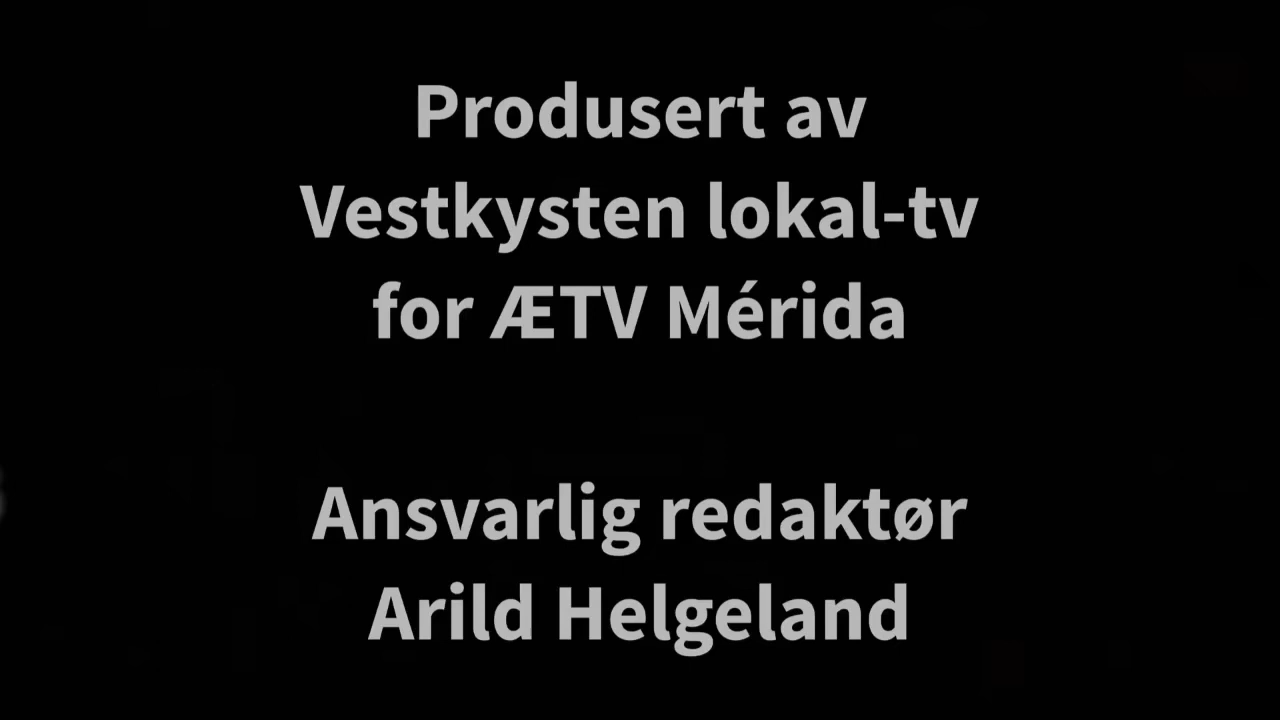 Produsert av
Vestkysten lokal-tv
for ÆTV Mérida
Ansvarlig redaktør
Arild Helgeland